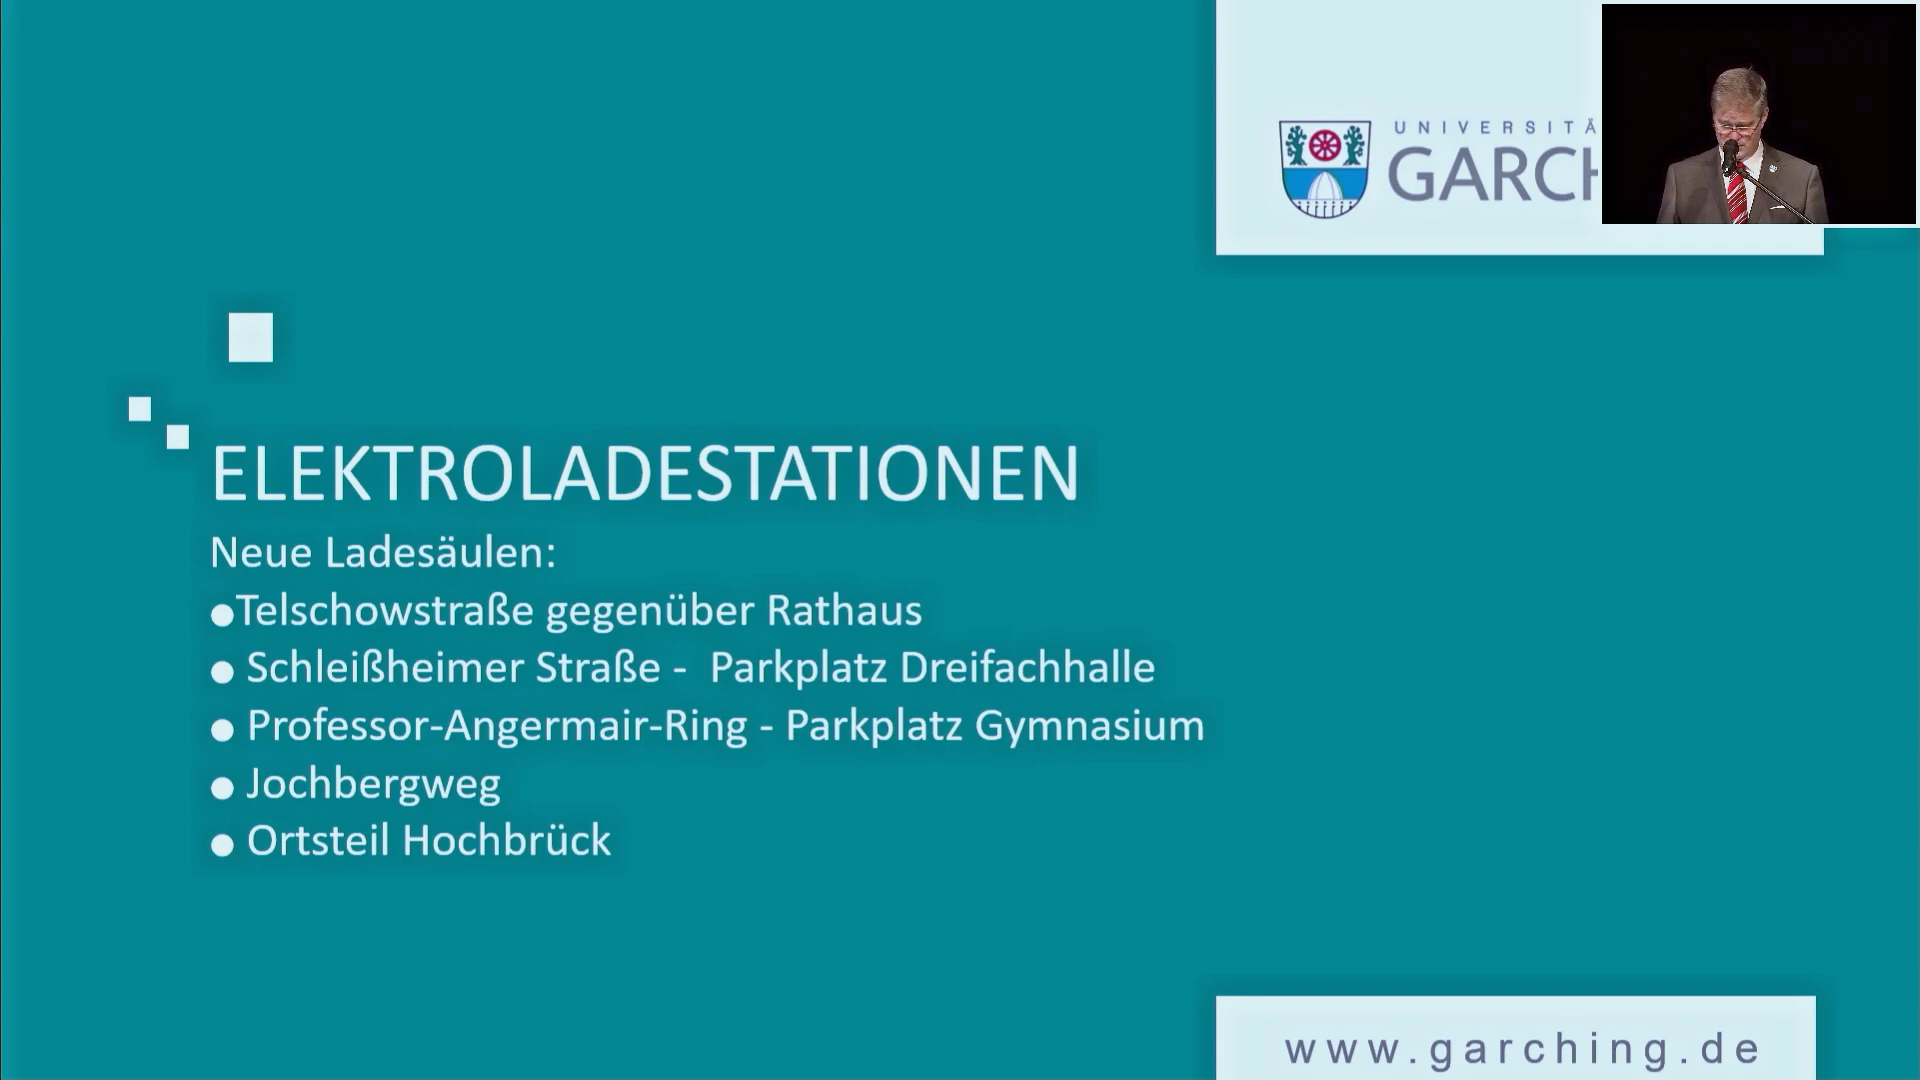 UNIVERSITÄ
GARCH
ELEKTROLADESTATIONEN
Neue Ladesäulen:
●Telschowstraße gegenüber Rathaus
● Schleißheimer Straße - Parkplatz Dreifachhalle
● Professor-Angermair-Ring - Parkplatz Gymnasium
● Jochbergweg
● Ortsteil Hochbrück
www.garching.de